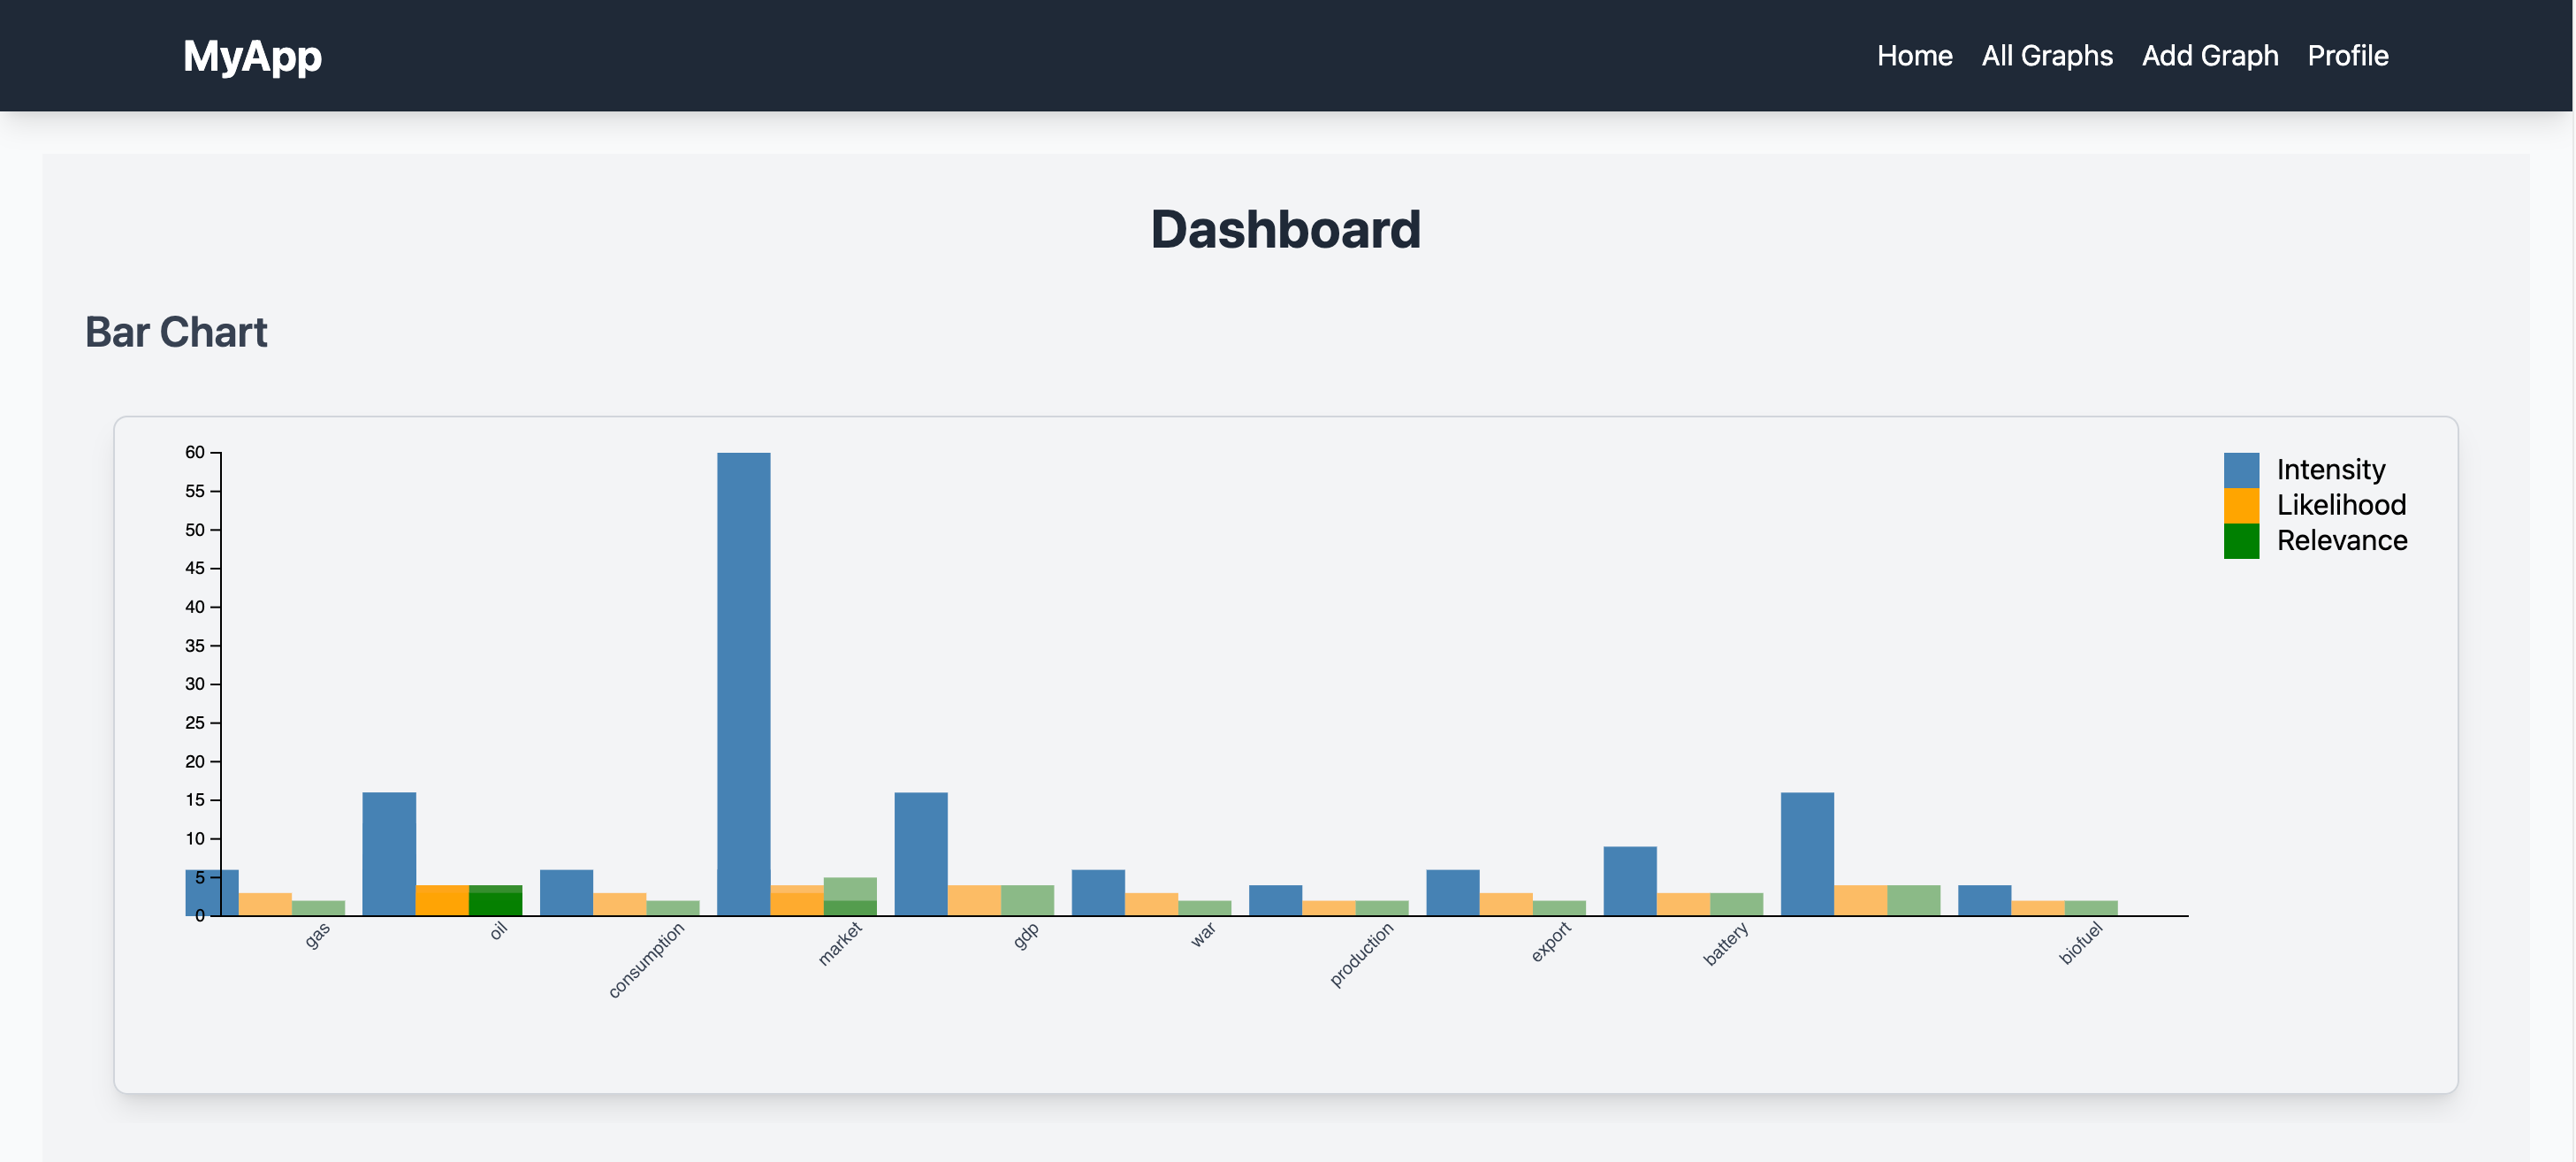 MyApp
Home All Graphs Add Graph Profile
Dashboard
Bar Chart
60
55
50
45
40
35
30
25
20
15
10
5
0
gas
oil
consumption
market
gdp
war
production
export
battery
biofuel
Intensity
Likelihood
Relevance